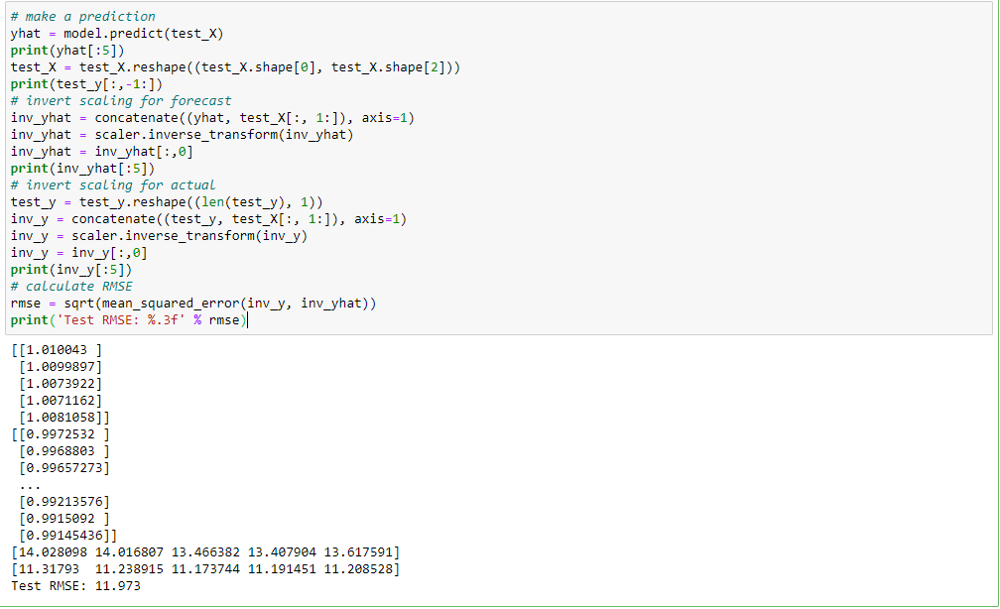 # make a prediction
yhat = model.predict(test_X)
print(yhat[:5])
test_X = test_X.reshape((test_X.shape[0], test_X.shape[2]))
print(test_y[:,-1:])
# invert scaling for forecast
inv_yhat = concatenate((yhat, test_X[:, 1:]), axis=1)
inv_yhat = scaler.inverse_transform(inv_yhat)
inv_yhat = inv_yhat[:,0]
print(inv_yhat[:5])
# invert scaling for actual
test_y = test_y.reshape((len(test_y), 1))
inv_y = concatenate((test_y, test_X[:, 1:]), axis=1)
inv_y = scaler.inverse_transform(inv_y)
inv_y = inv_y[:,0]
print(inv_y[:5])
# calculate RMSE
rmse = sqrt(mean_squared_error(inv_y, inv_yhat))
print('Test RMSE: %.3f' % rmse)
[[1.010043 ]
 [1.0099897]
 [1.0073922]
 [1.0071162]
 [1.0081058]]
[[0.9972532 ]
 [0.9968803 ]
 [0.99657273]
 ...
 [0.99213576]
 [0.9915092 ]
 [0.99145436]]
[14.028098 14.016807 13.466382 13.407904 13.617591]
[11.31793  11.238915 11.173744 11.191451 11.208528]
Test RMSE: 11.973